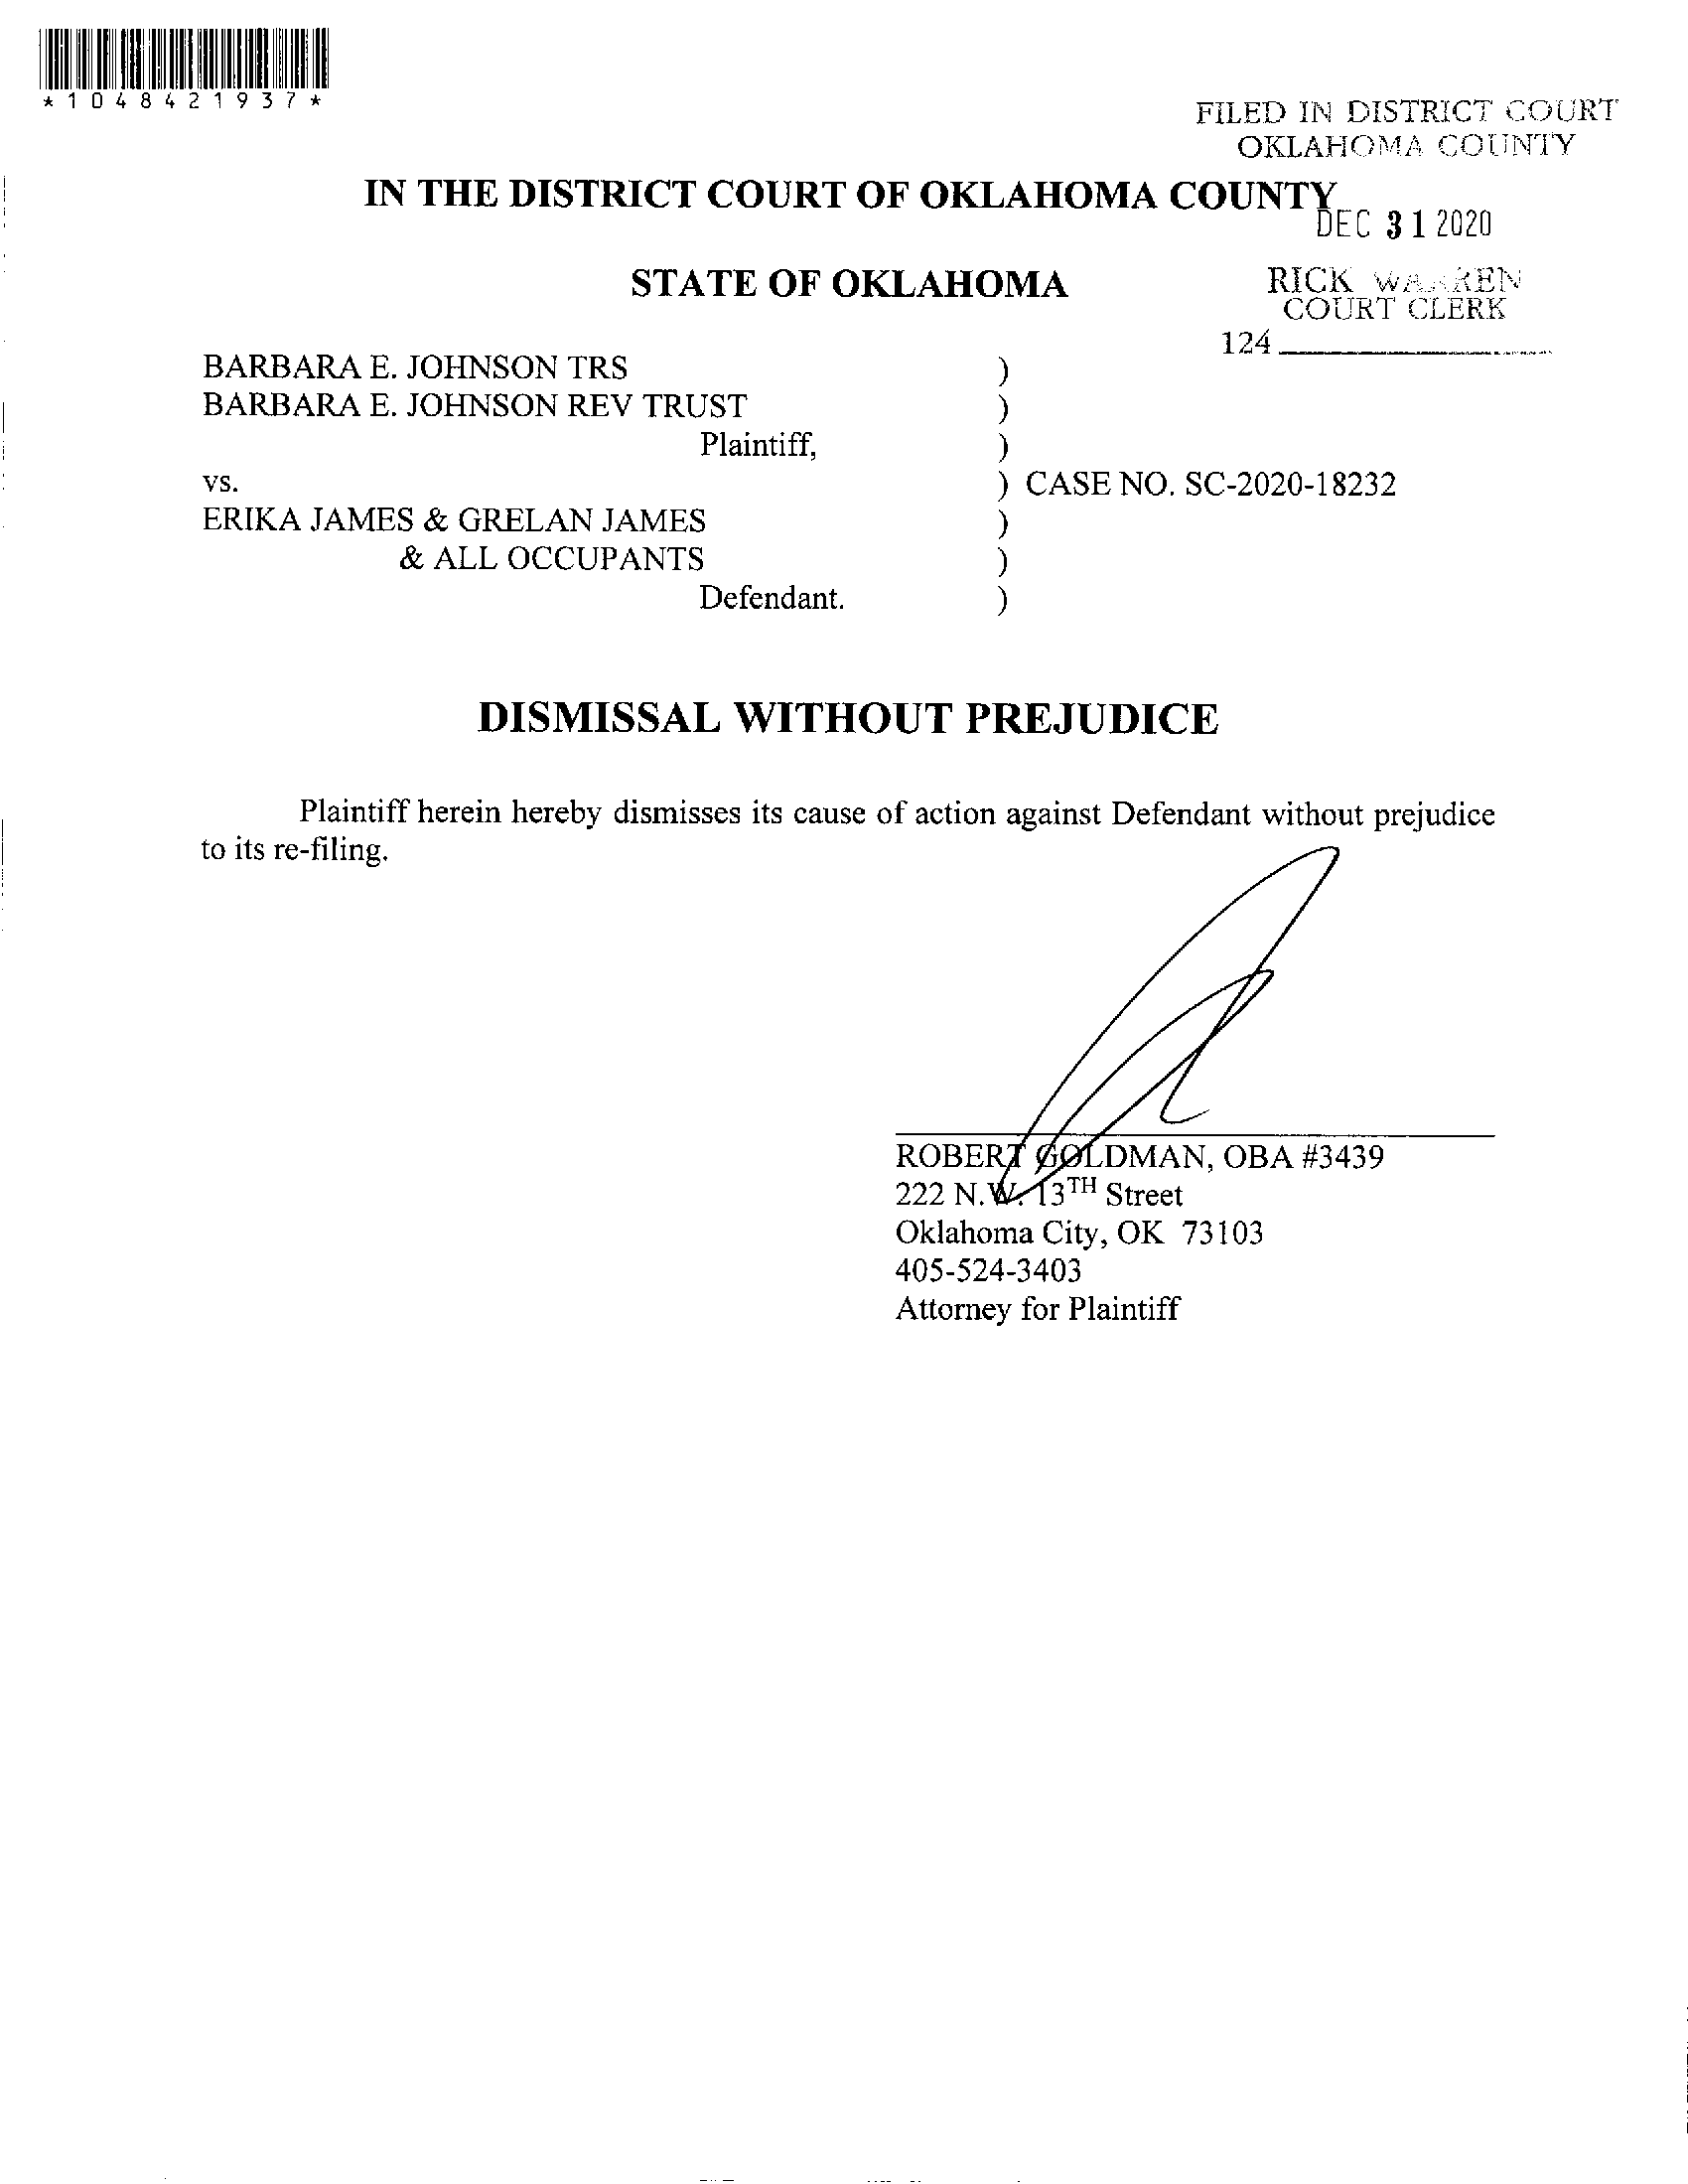 *1048421937*
FILED IN DISTRICT COURT
OKLAHOMA COUNTY
IN THE DISTRICT COURT OF OKLAHOMA COUNTY
DEC 31 2020
STATE OF OKLAHOMA
RICK WARREN
COURT CLERK
124
BARBARA E. JOHNSON TRS )
BARBARA E. JOHNSON REV TRUST )
Plaintiff, )
vs. ) CASE NO. SC-2020-18232
ERIKA JAMES & GRELAN JAMES )
& ALL OCCUPANTS )
Defendant. )
DISMISSAL WITHOUT PREJUDICE
Plaintiff herein hereby dismisses its cause of action against Defendant without prejudice
to its re-filing.
ROBERT GOLDMAN, OBA #3439
222 N.W. 13TH Street
Oklahoma City, OK 73103
405-524-3403
Attorney for Plaintiff